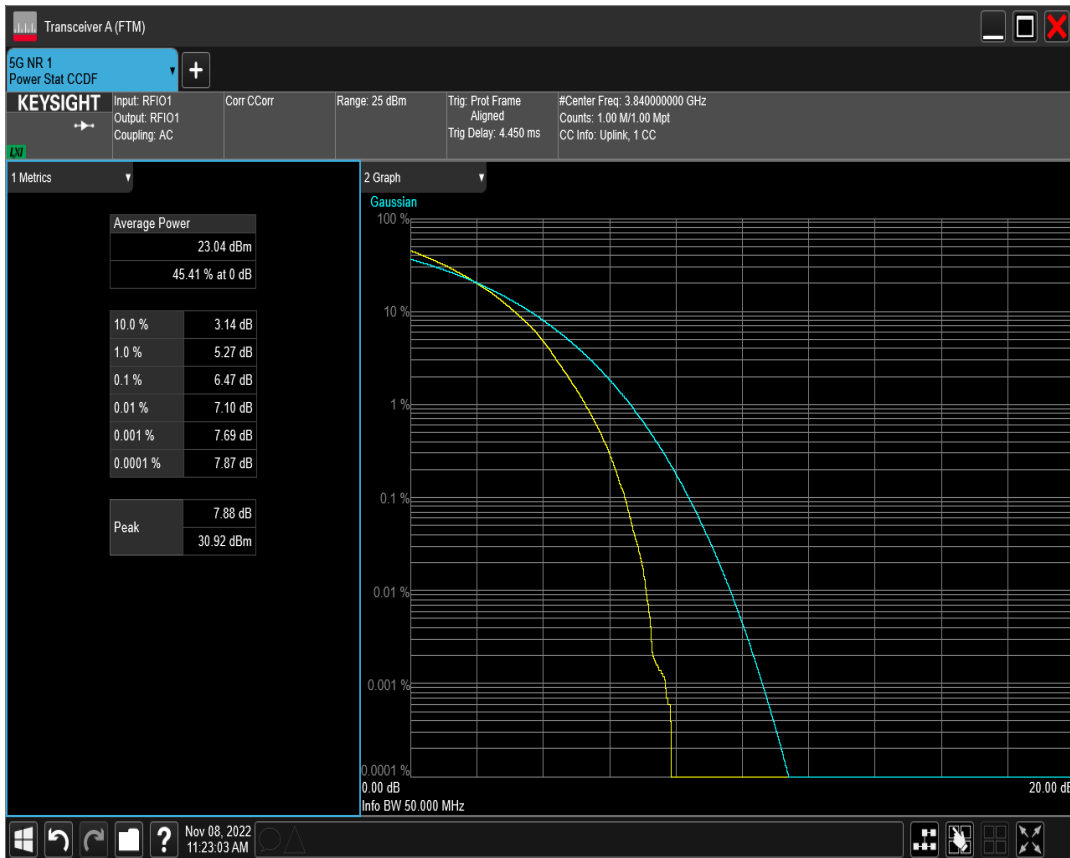 Transceiver A (FTM)
5G NR 1
Power Stat CCDF
+
KEYSIGHT
LXI
Input: RFIO1
Output: RFIO1
Coupling: AC
Corr CCorr
Range: 25 dBm
Trig: Prot Frame
Aligned
Trig Delay: 4.450 ms
#Center Freq: 3.840000000 GHz
Counts: 1.00 M/1.00 Mpt
CC Info: Uplink, 1 CC
1 Metrics
Average Power
23.04 dBm
45.41 % at 0 dB
10.0 % 3.14 dB
1.0 % 5.27 dB
0.1 % 6.47 dB
0.01 % 7.10 dB
0.001 % 7.69 dB
0.0001 % 7.87 dB
Peak
7.88 dB
30.92 dBm
2 Graph
Gaussian
100 %
10 %
1 %
0.1 %
0.01 %
0.001 %
0.0001 %
0.00 dB 20.00 dB
Info BW 50.000 MHz
?
Nov 08, 2022
11:23:03 AM